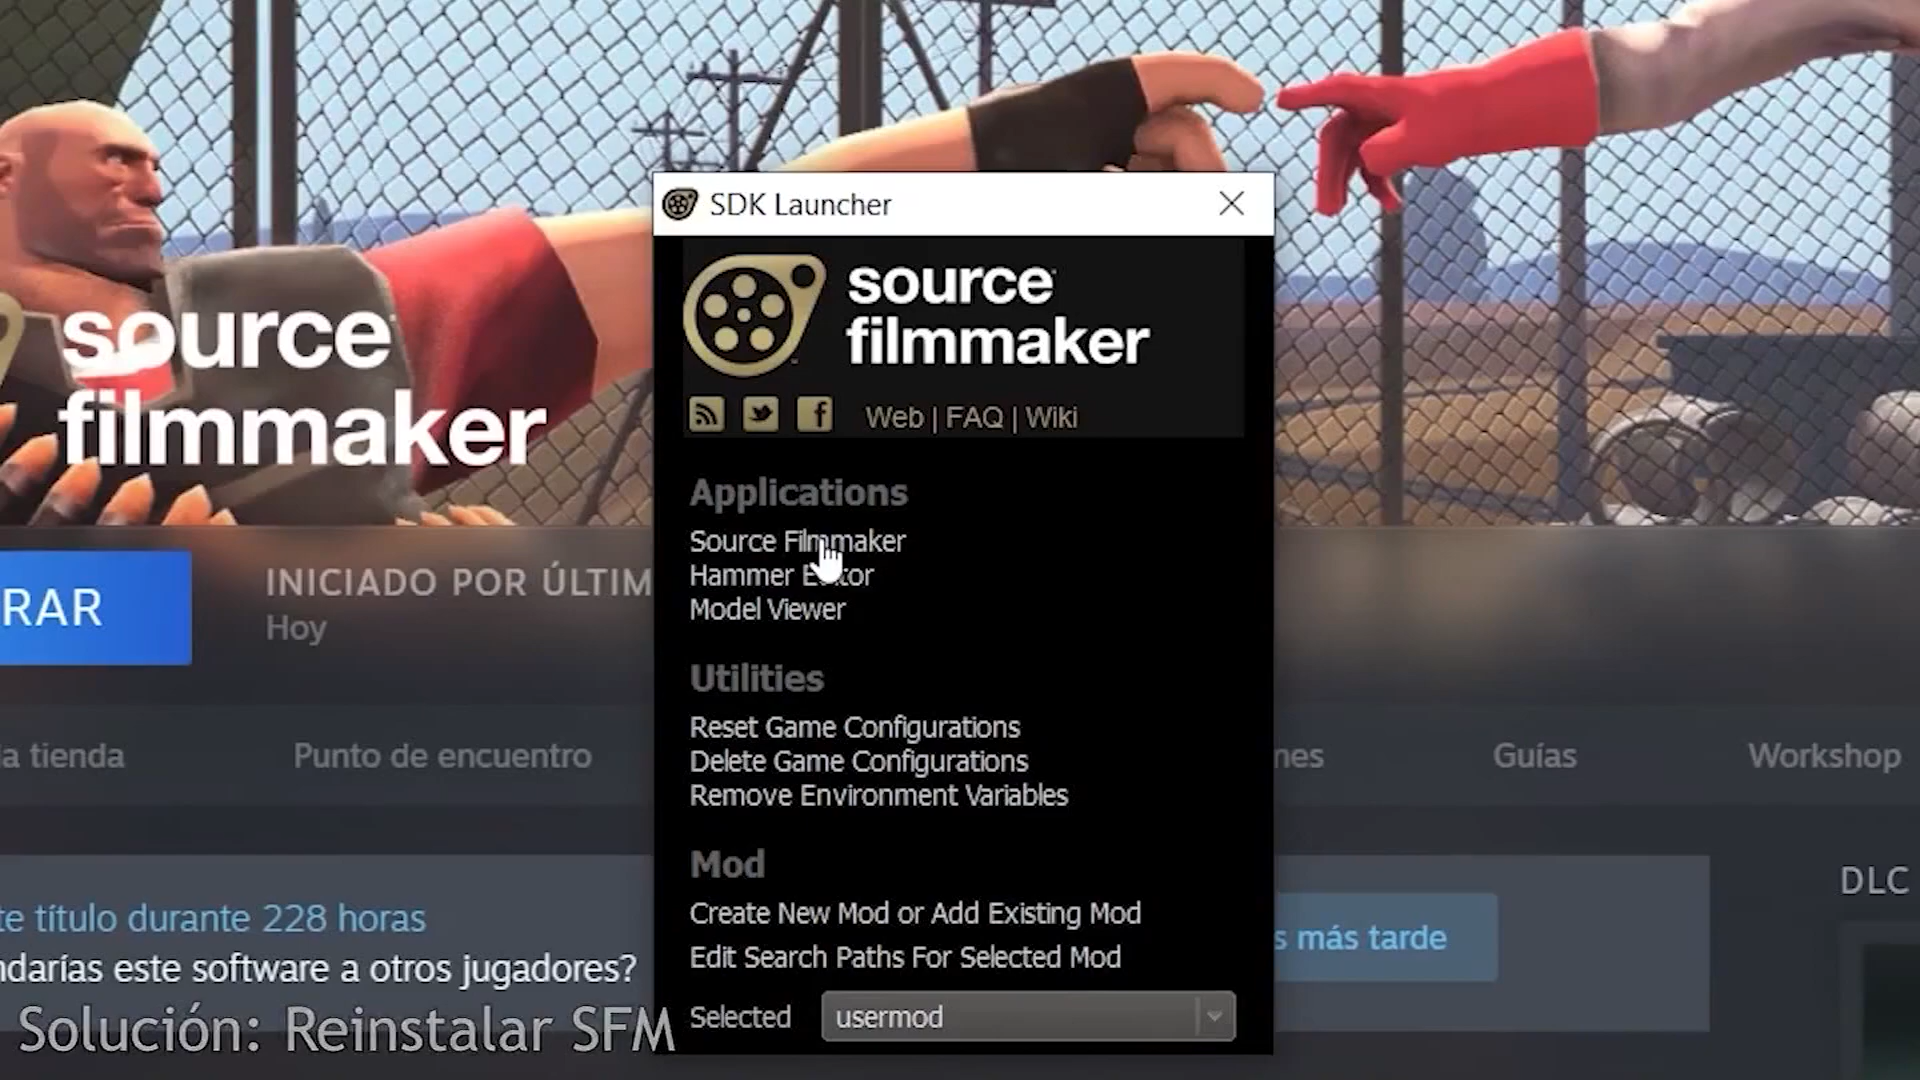 SDK Launcher
source
filmmaker
Web | FAQ | Wiki
source
filmmaker
Applications
Source Filmmaker
Hammer Editor
Model Viewer
RAR
INICIADO POR ÚLTIM
Hoy
Utilities
Reset Game Configurations
Delete Game Configurations
Remove Environment Variables
la tienda
Punto de encuentro
nes
Guías
Workshop
Mod
Create New Mod or Add Existing Mod
Edit Search Paths For Selected Mod
Selected
usermod
te título durante 228 horas
ndarías este software a otros jugadores?
s más tarde
DLC
Solución: Reinstalar SFM